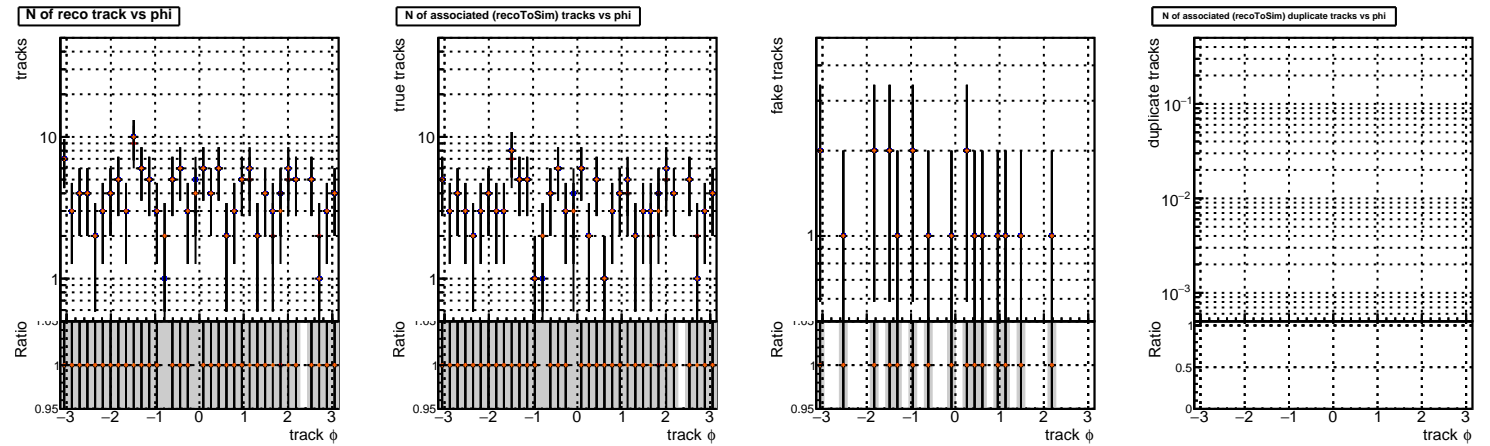 N of reco track vs phi
tracks
10
1
Ratio
1.05
1
0.95
−3 −2 −1 0 1 2 3
track ϕ
N of associated (recoToSim) tracks vs phi
true tracks
10
1
Ratio
1.05
1
0.95
−3 −2 −1 0 1 2 3
track ϕ
fake tracks
1
Ratio
1.05
1
0.95
−3 −2 −1 0 1 2 3
track ϕ
N of associated (recoToSim) duplicate tracks vs phi
duplicate tracks
10⁻¹
10⁻²
10⁻³
Ratio
1
0.5
0
−3 −2 −1 0 1 2 3
track ϕ